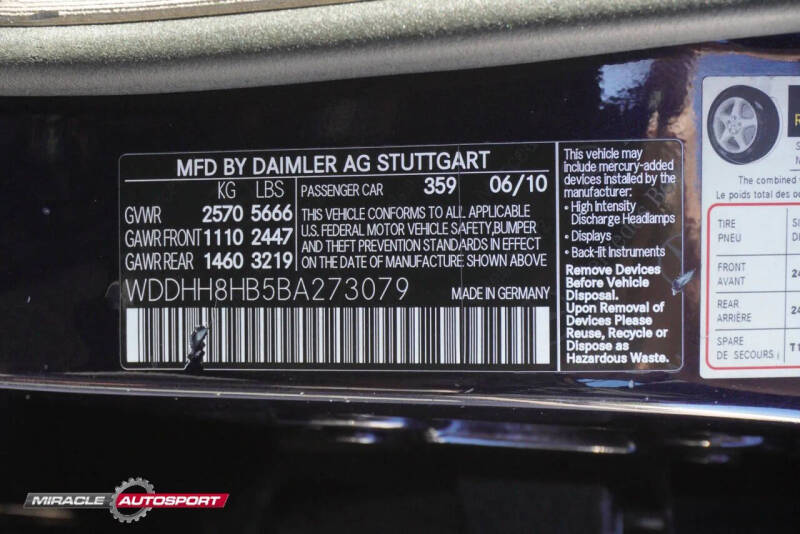 MFD BY DAIMLER AG STUTTGART
KG LBS
GVWR 2570 5666
GAWR FRONT 1110 2447
GAWR REAR 1460 3219
PASSENGER CAR 359 06/10
THIS VEHICLE CONFORMS TO ALL APPLICABLE
U.S. FEDERAL MOTOR VEHICLE SAFETY, BUMPER
AND THEFT PREVENTION STANDARDS IN EFFECT
ON THE DATE OF MANUFACTURE SHOWN ABOVE
WDDHH8HB5BA273079 MADE IN GERMANY
This vehicle may
include mercury-added
devices installed by the
manufacturer:
• High Intensity
Discharge Headlamps
• Displays
• Back-lit Instruments
Remove Devices
Before Vehicle
Disposal.
Upon Removal of
Devices Please
Reuse, Recycle or
Dispose as
Hazardous Waste.
The combined
Le poids total des
TIRE
PNEU
FRONT
AVANT
REAR
ARRIÈRE
SPARE
DE SECOURS
MIRACLE AUTOSPORT